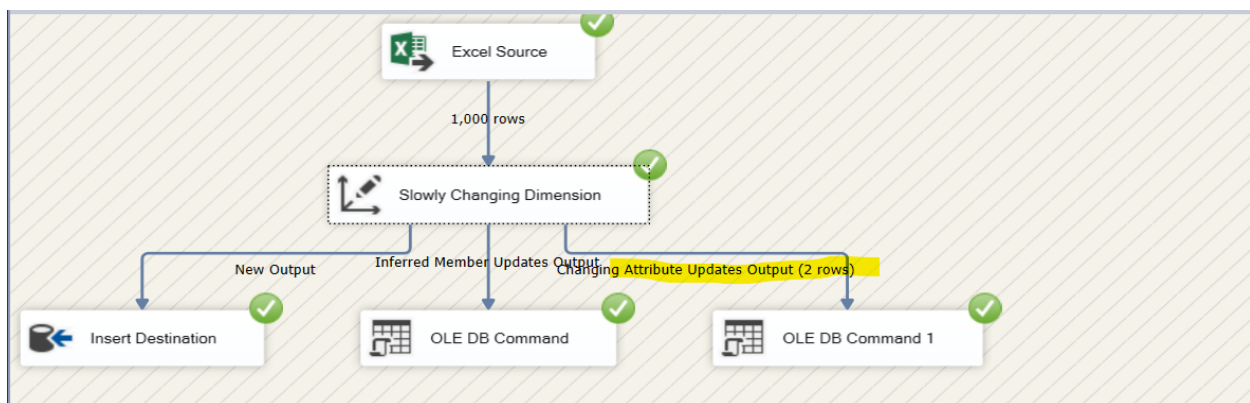 Excel Source
1,000 rows
Slowly Changing Dimension
New Output
Inferred Member Updates Output
Changing Attribute Updates Output (2 rows)
Insert Destination
OLE DB Command
OLE DB Command 1